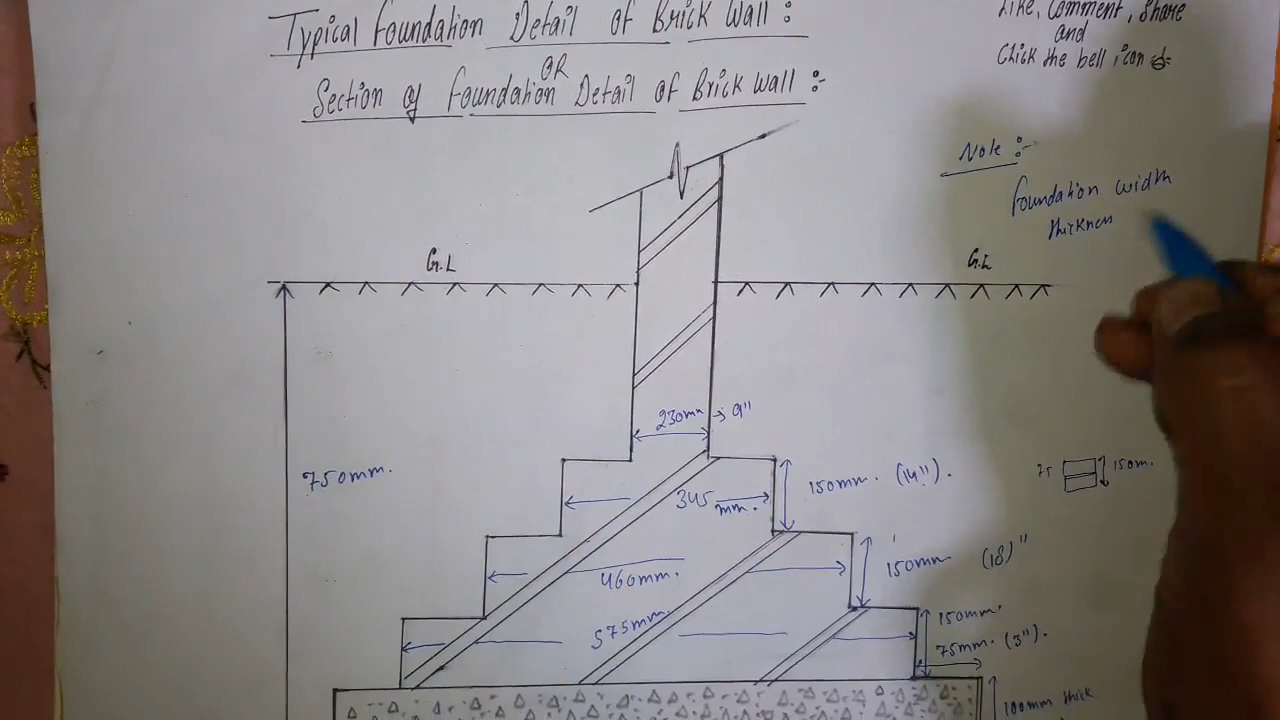 Typical Foundation Detail of Brick Wall :
OR
Section of Foundation Detail of Brick Wall :-
Like, Comment, Share
and
Click the bell icon
Note :-
Foundation width
thickness
G.L
G.L
750mm.
230mm → 9"
345
mm.
150mm. (14").
75
150m.
460mm.
150mm (18)"
575mm.
150mm.
75mm. (3").
100mm thick